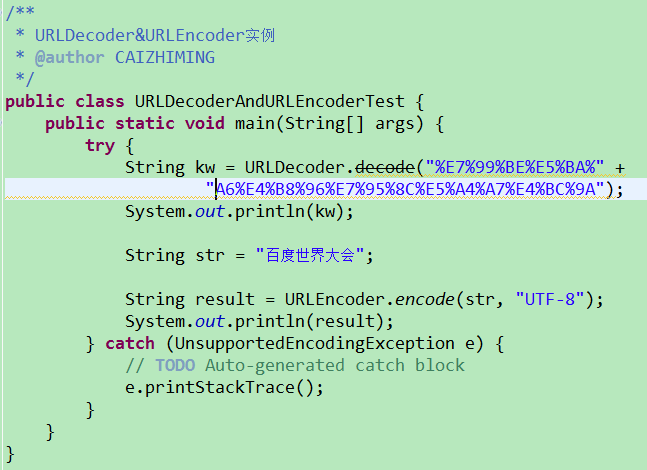 /**
 * URLDecoder&URLEncoder实例
 * @author CAIZHIMING
 */
public class URLDecoderAndURLEncoderTest {
    public static void main(String[] args) {
        try {
            String kw = URLDecoder.decode("%E7%99%BE%E5%BA%" +
                    "A6%E4%B8%96%E7%95%8C%E5%A4%A7%E4%BC%9A");
            System.out.println(kw);

            String str = "百度世界大会";

            String result = URLEncoder.encode(str, "UTF-8");
            System.out.println(result);
        } catch (UnsupportedEncodingException e) {
            // TODO Auto-generated catch block
            e.printStackTrace();
        }
    }
}